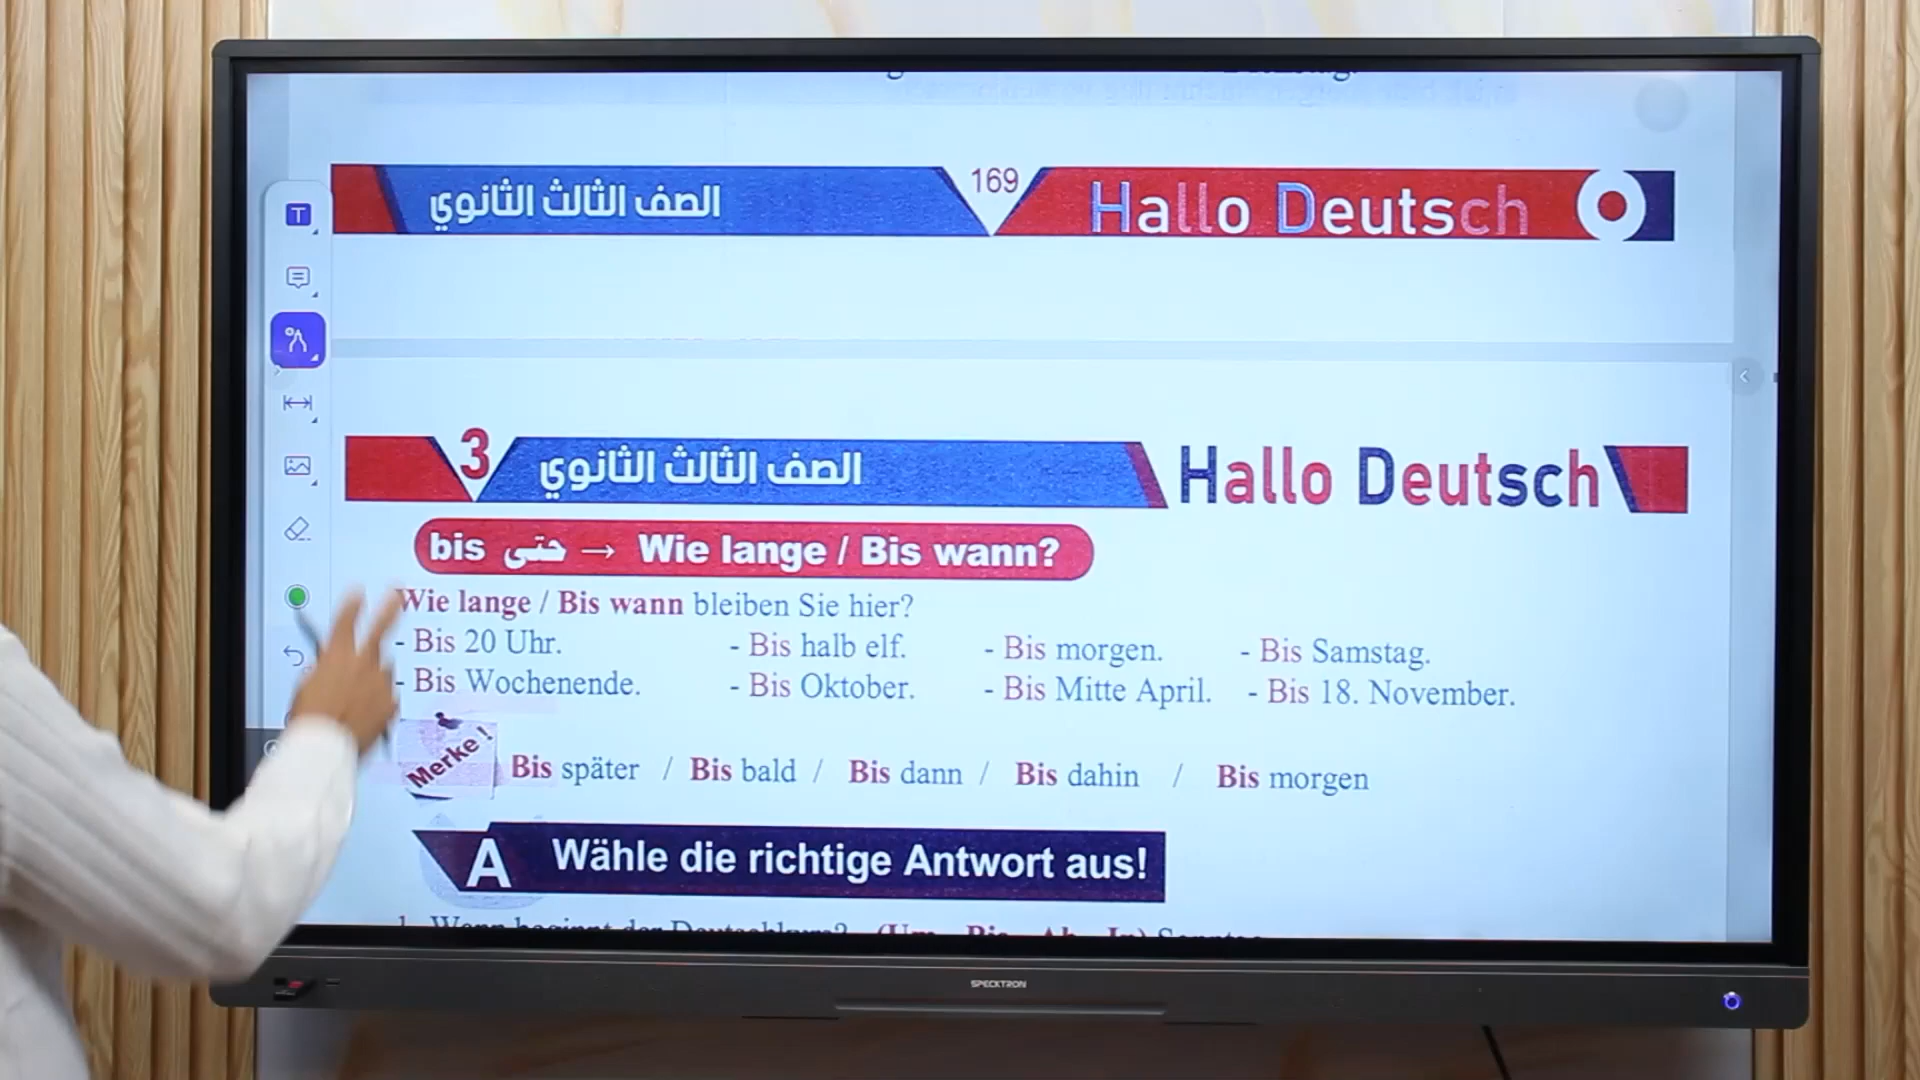 الصف الثالث الثانوي 169 Hallo Deutsch
3 الصف الثالث الثانوي Hallo Deutsch
bis حتى → Wie lange / Bis wann?
Wie lange / Bis wann bleiben Sie hier?
- Bis 20 Uhr. - Bis halb elf. - Bis morgen. - Bis Samstag.
- Bis Wochenende. - Bis Oktober. - Bis Mitte April. - Bis 18. November.
Merke !
Bis später / Bis bald / Bis dann / Bis dahin / Bis morgen
A Wähle die richtige Antwort aus!
SPECKTRON